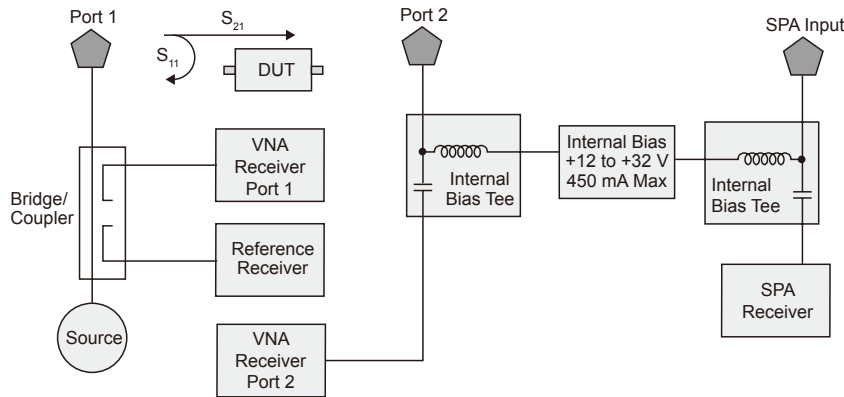 Port 1
S21
S11
DUT
Port 2
SPA Input
VNA
Receiver
Port 1
Bridge/
Coupler
Reference
Receiver
Source
VNA
Receiver
Port 2
Internal
Bias Tee
Internal Bias
+12 to +32 V
450 mA Max
Internal
Bias Tee
SPA
Receiver